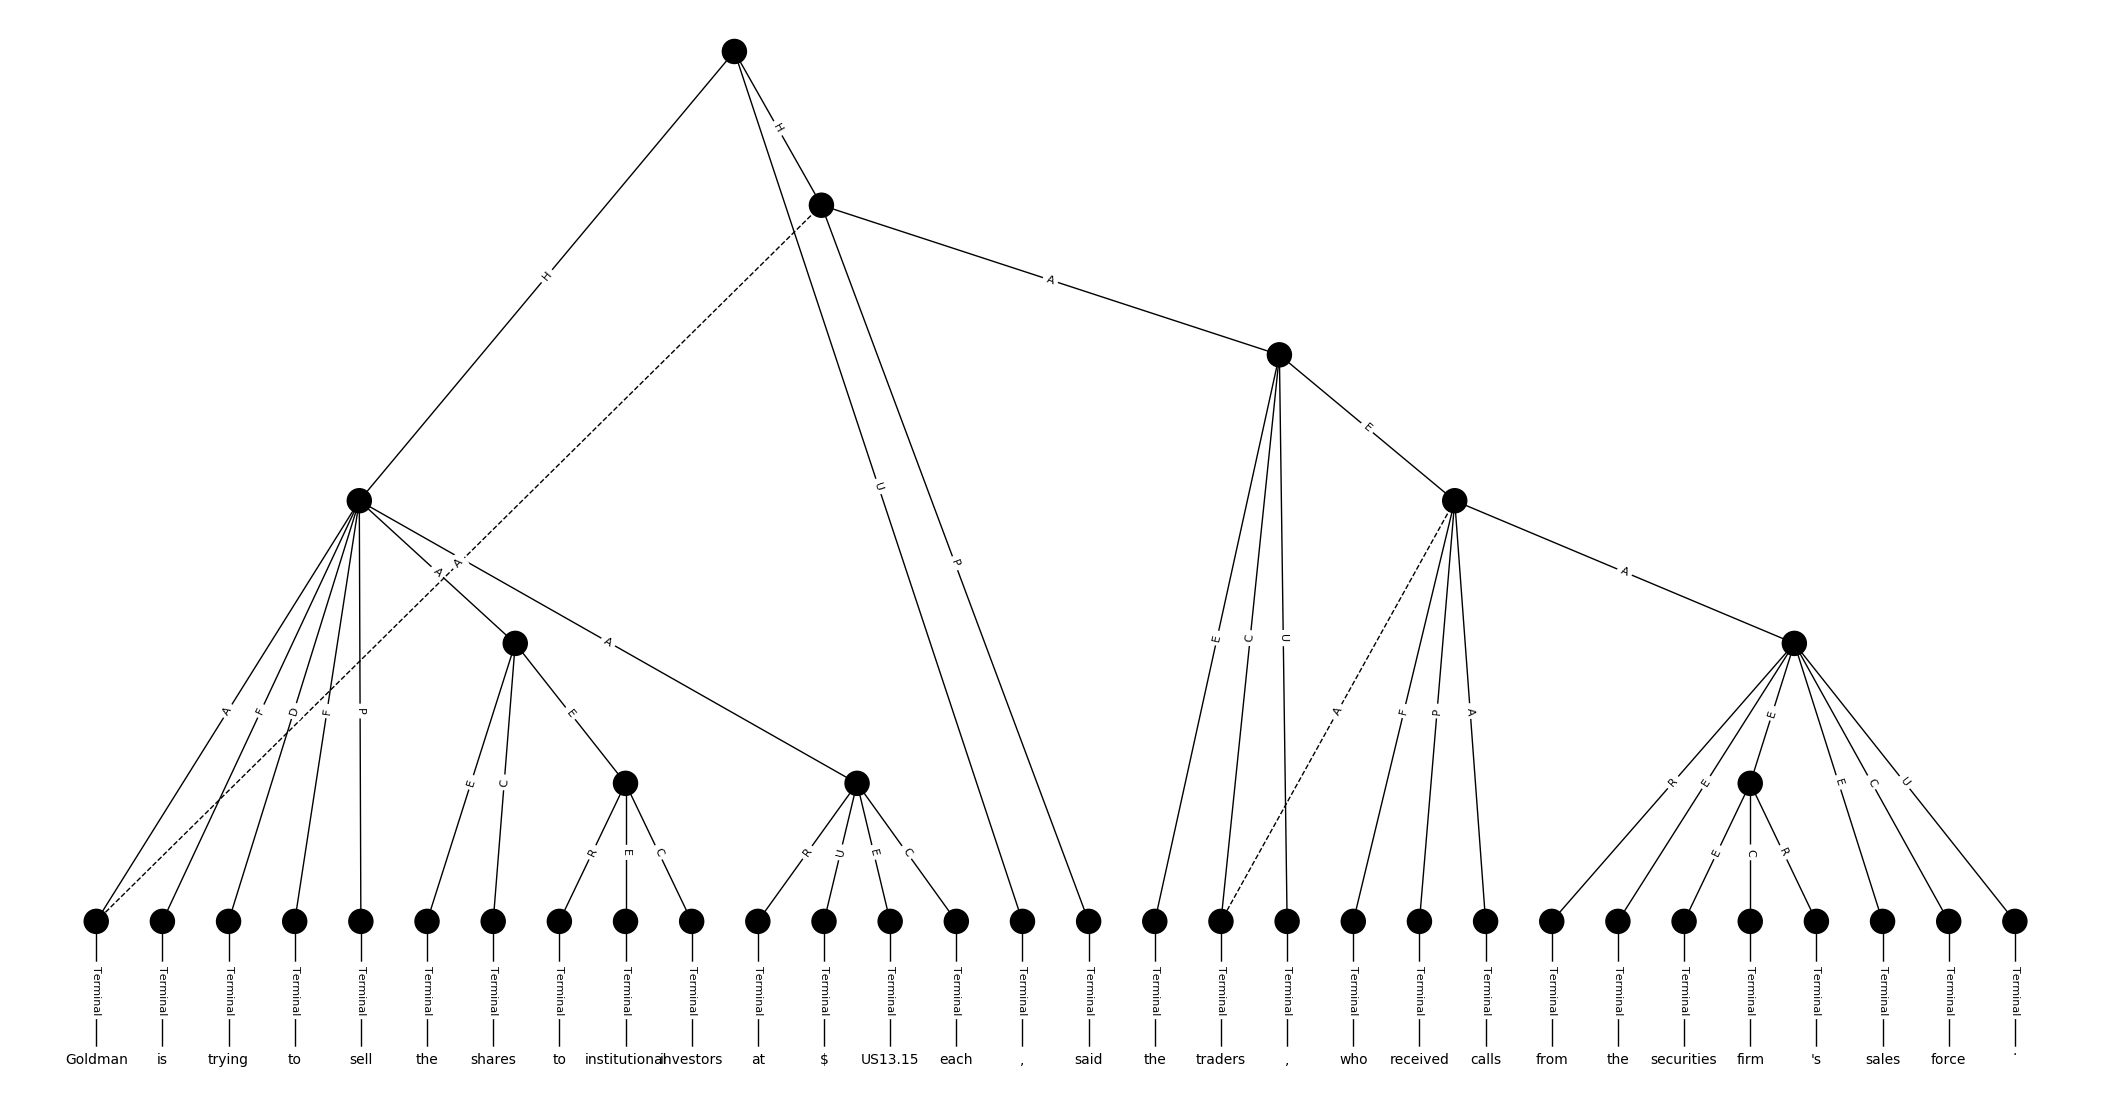 H
H
A
H
E
U
P
A
A
A
A
E
C
U
A
F
D
F
P
E
A
F
P
A
E
E
C
R
E
E
C
U
R
E
C
R
U
E
C
E
C
R
Terminal Terminal Terminal Terminal Terminal Terminal Terminal Terminal Terminal Terminal Terminal Terminal Terminal Terminal Terminal Terminal Terminal Terminal Terminal Terminal Terminal Terminal Terminal Terminal Terminal Terminal Terminal Terminal Terminal Terminal
Goldman is trying to sell the shares to institutional investors at $ US13.15 each , said the traders , who received calls from the securities firm 's sales force .